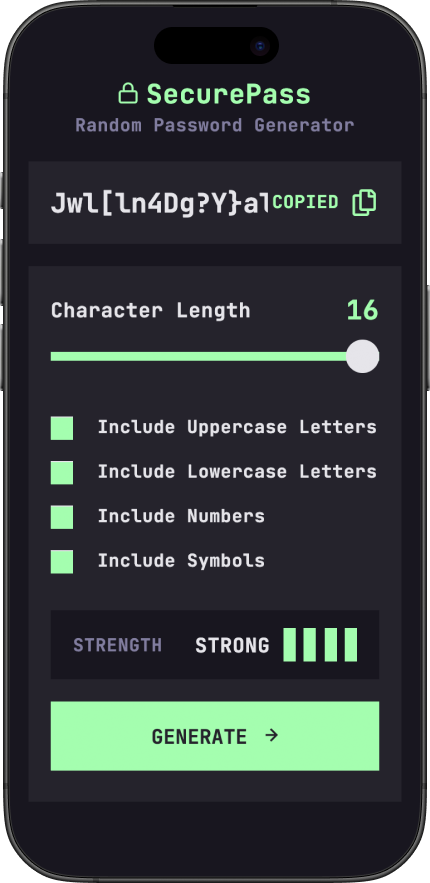 SecurePass
Random Password Generator
Jwl[ln4Dg?Y}a COPIED
Character Length 16
Include Uppercase Letters
Include Lowercase Letters
Include Numbers
Include Symbols
STRENGTH STRONG
GENERATE →